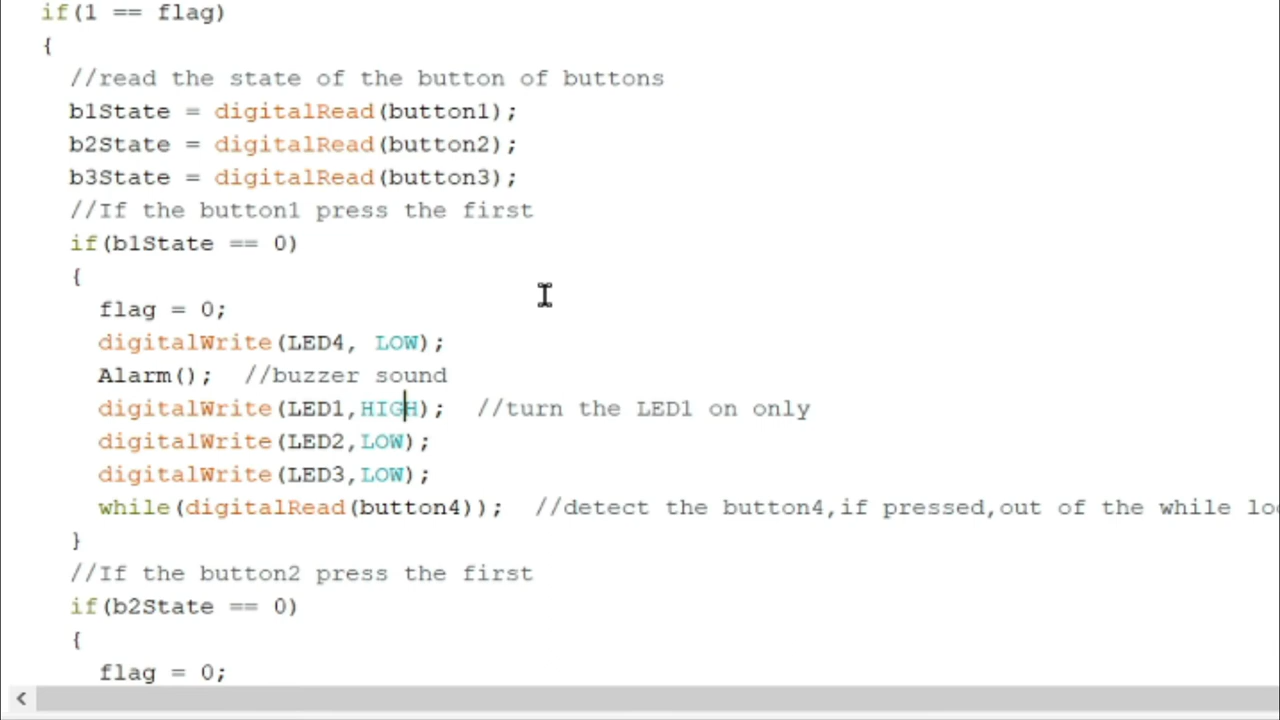 if(1 == flag)
{
//read the state of the button of buttons
b1State = digitalRead(button1);
b2State = digitalRead(button2);
b3State = digitalRead(button3);
//If the button1 press the first
if(b1State == 0)
{
flag = 0;
digitalWrite(LED4, LOW);
Alarm();  //buzzer sound
digitalWrite(LED1,HIGH);  //turn the LED1 on only
digitalWrite(LED2,LOW);
digitalWrite(LED3,LOW);
while(digitalRead(button4));  //detect the button4,if pressed,out of the while
}
//If the button2 press the first
if(b2State == 0)
{
flag = 0;